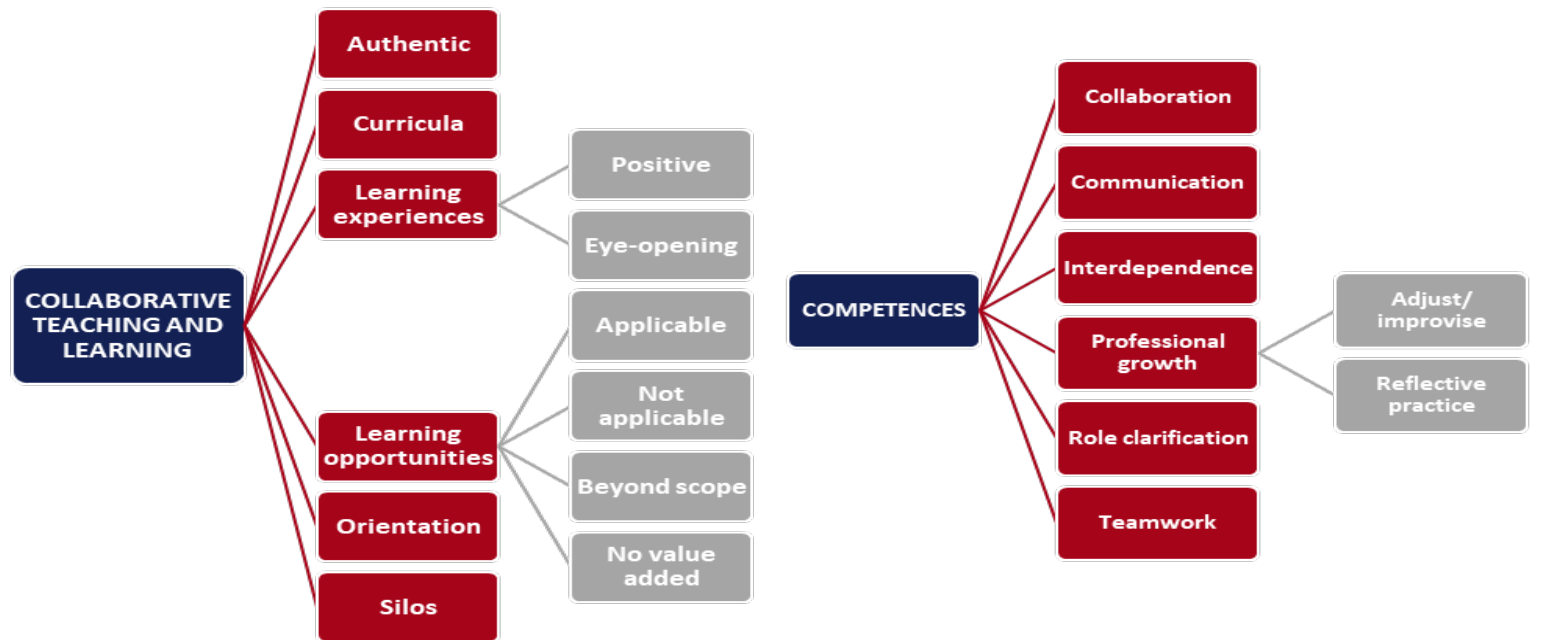 Authentic
Curricula
Learning
experiences
Positive
Eye-opening
COLLABORATIVE
TEACHING AND
LEARNING
Applicable
Not
applicable
Learning
opportunities
Beyond scope
Orientation
No value
added
Silos
Collaboration
Communication
Interdependence
COMPETENCES
Professional
growth
Adjust/
improvise
Reflective
practice
Role clarification
Teamwork